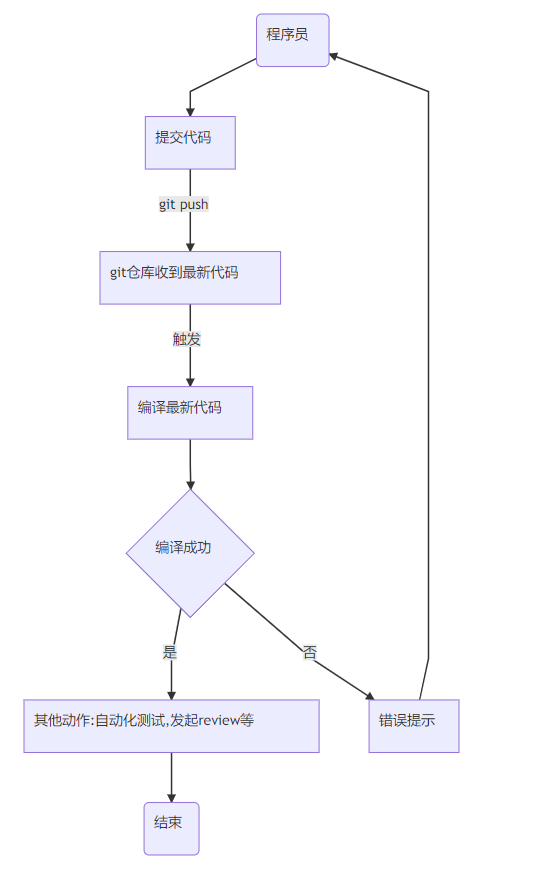 程序员
提交代码
git push
git仓库收到最新代码
触发
编译最新代码
编译成功
是
否
其他动作:自动化测试,发起review等
错误提示
结束